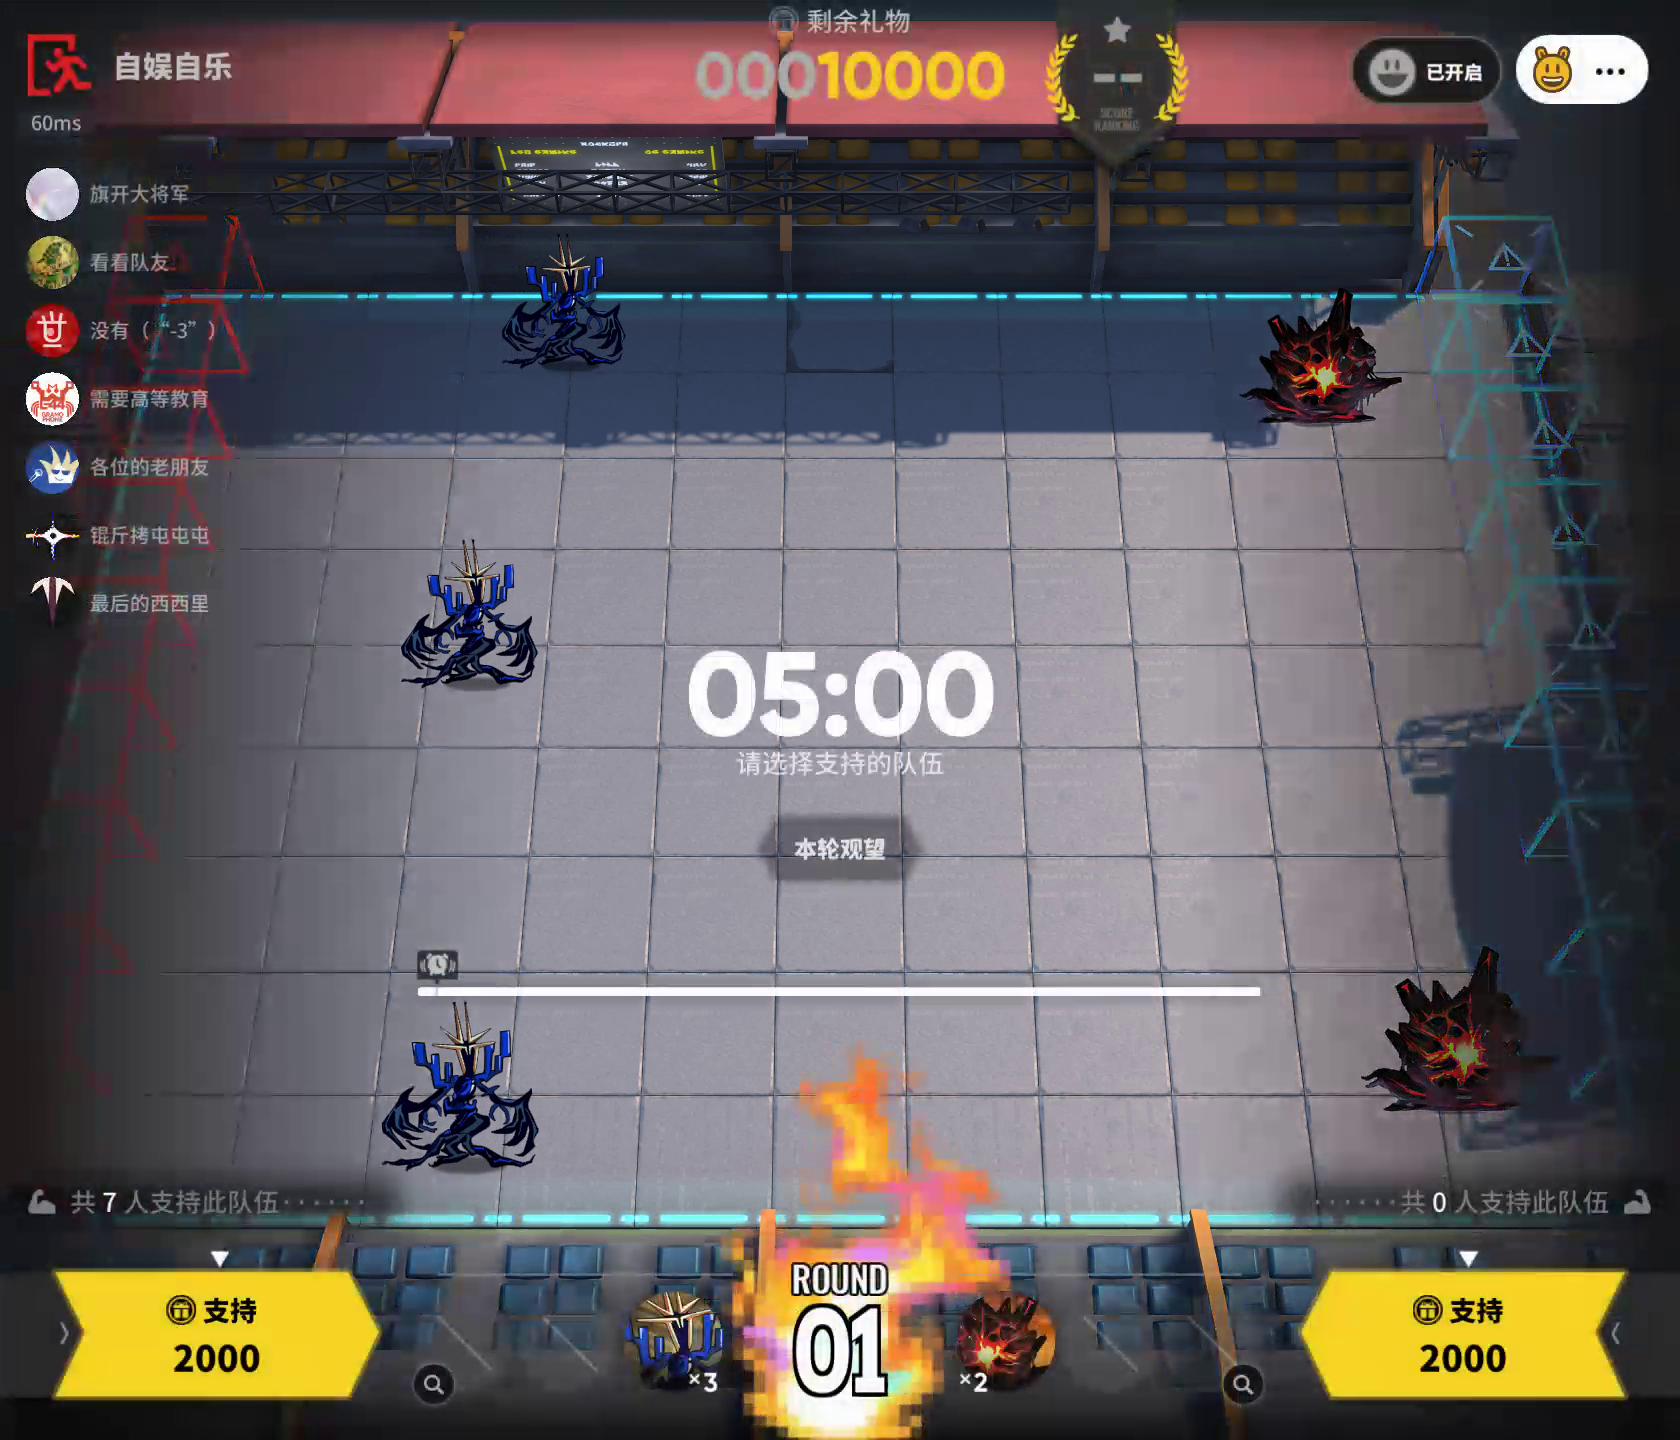 剩余礼物
自娱自乐
00010000
已开启
60ms
SCORE
RANKING
旗开大将军
看看队友
没有（“-3”）
需要高等教育
各位的老朋友
锟斤拷屯屯屯
最后的西西里
05:00
请选择支持的队伍
本轮观望
共 7 人支持此队伍······
······共 0 人支持此队伍
支持
2000
×3
ROUND
01
×2
支持
2000